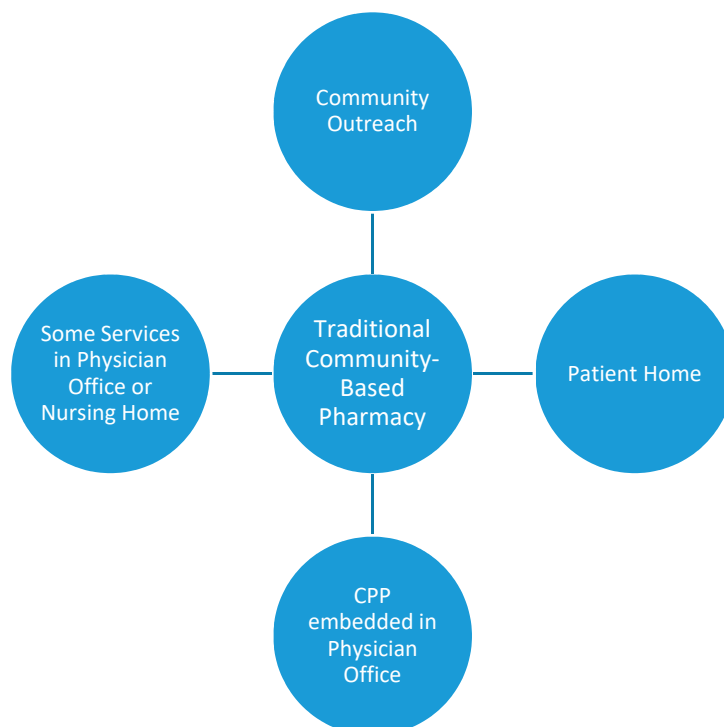 Community
Outreach
Some Services
in Physician
Office or
Nursing Home
Traditional
Community-
Based
Pharmacy
Patient Home
CPP
embedded in
Physician
Office